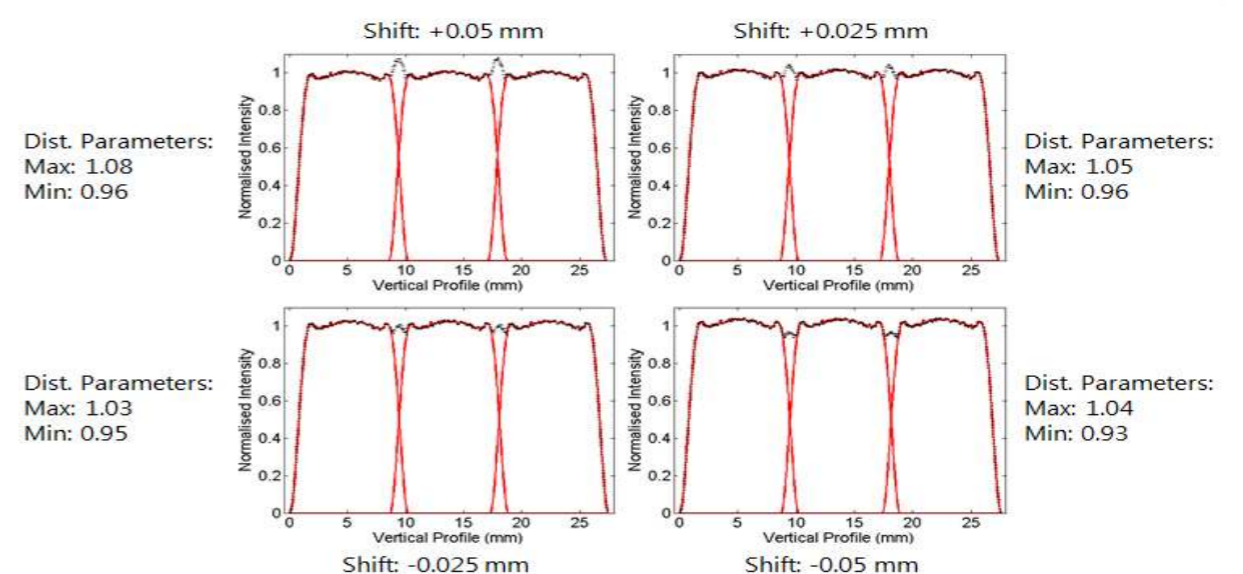 Shift: +0.05 mm
Shift: +0.025 mm
Dist. Parameters:
Max: 1.08
Min: 0.96
Normalised Intensity
1
0.8
0.6
0.4
0.2
0
0 5 10 15 20 25
Vertical Profile (mm)
Normalised Intensity
1
0.8
0.6
0.4
0.2
0
0 5 10 15 20 25
Vertical Profile (mm)
Dist. Parameters:
Max: 1.05
Min: 0.96
Dist. Parameters:
Max: 1.03
Min: 0.95
Normalised Intensity
1
0.8
0.6
0.4
0.2
0
0 5 10 15 20 25
Vertical Profile (mm)
Normalised Intensity
1
0.8
0.6
0.4
0.2
0
0 5 10 15 20 25
Vertical Profile (mm)
Dist. Parameters:
Max: 1.04
Min: 0.93
Shift: -0.025 mm
Shift: -0.05 mm